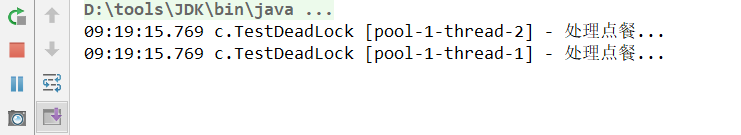 D:\tools\JDK\bin\java ...
09:19:15.769 c.TestDeadLock [pool-1-thread-2] - 处理点餐...
09:19:15.769 c.TestDeadLock [pool-1-thread-1] - 处理点餐...